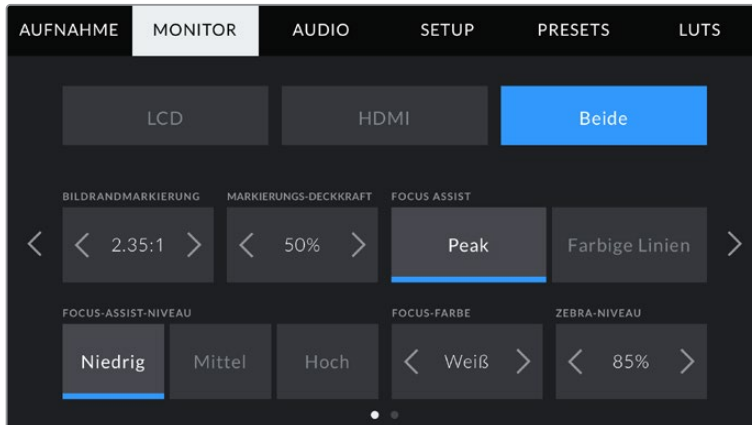 AUFNAHME MONITOR AUDIO SETUP PRESETS LUTS
LCD HDMI Beide
BILDRANDMARKIERUNG MARKIERUNGS-DECKKRAFT FOCUS ASSIST
2.35:1 50% Peak Farbige Linien
FOCUS-ASSIST-NIVEAU FOCUS-FARBE ZEBRA-NIVEAU
Niedrig Mittel Hoch Weiß 85%